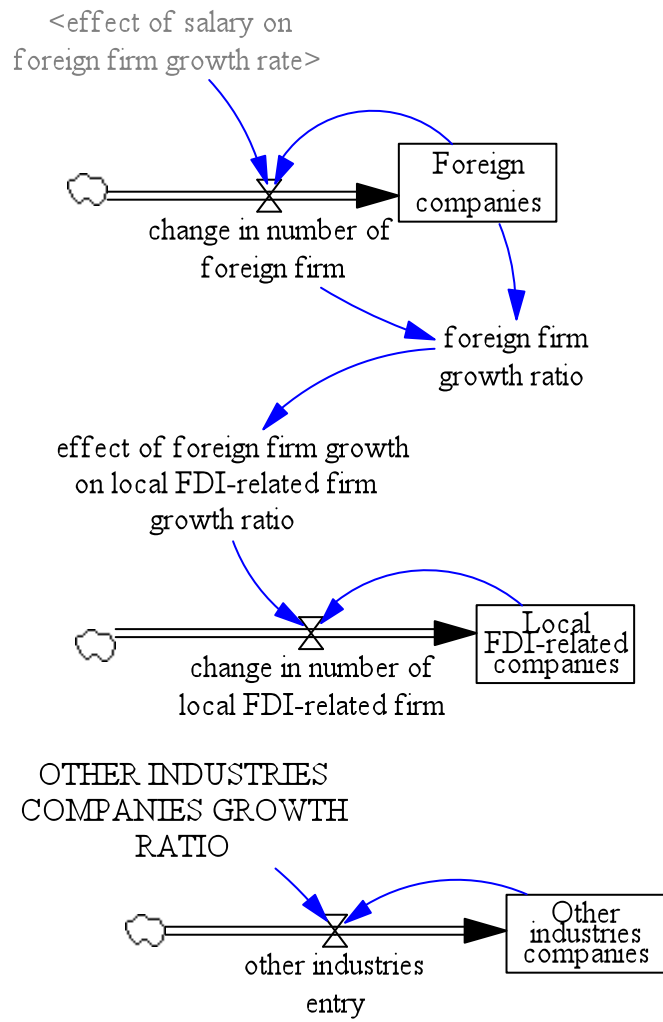 <effect of salary on
foreign firm growth rate>
Foreign
companies
change in number of
foreign firm
foreign firm
growth ratio
effect of foreign firm growth
on local FDI-related firm
growth ratio
Local
FDI-related
companies
change in number of
local FDI-related firm
OTHER INDUSTRIES
COMPANIES GROWTH
RATIO
Other
industries
companies
other industries
entry